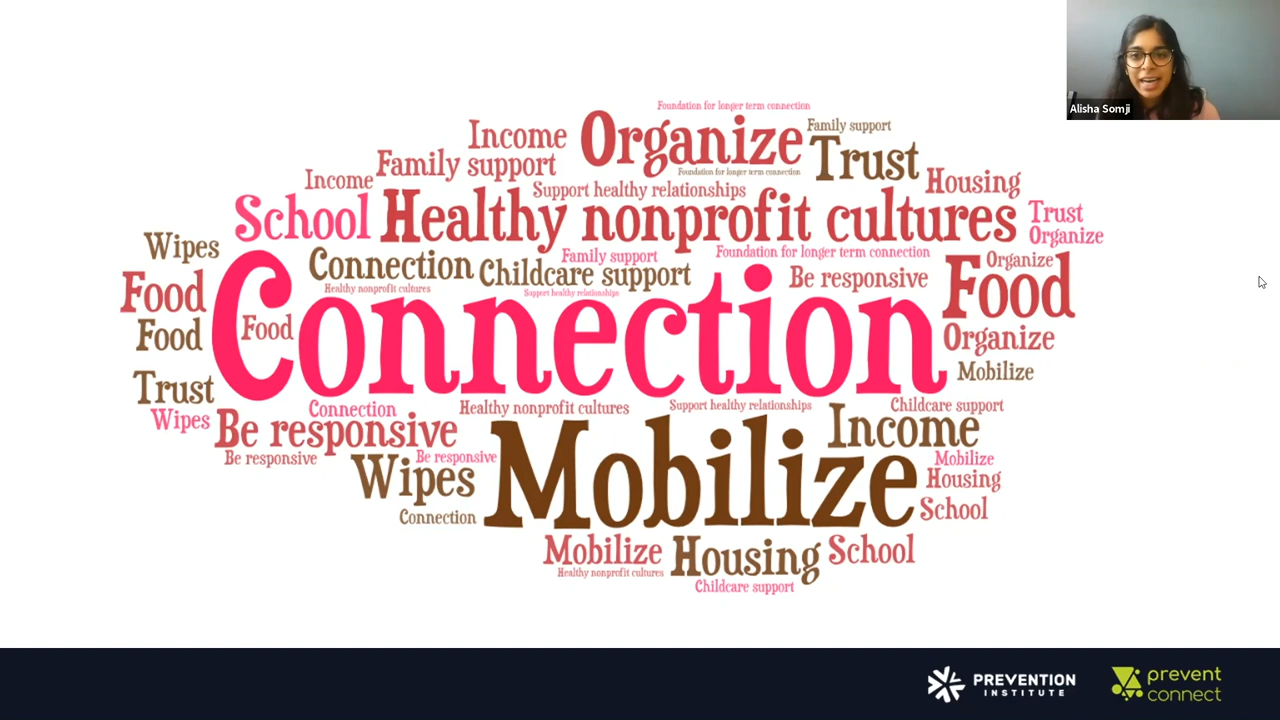 Alisha Somji
Foundation for longer term connection
Income
Organize
Family support
Trust
Family support
Foundation for longer term connection
Income
Support healthy relationships
Housing
School
Healthy nonprofit cultures
Trust
Organize
Wipes
Connection
Childcare support
Family support
Foundation for longer term connection
Organize
Healthy nonprofit cultures
Support healthy relationships
Be responsive
Food
Food
Food
Food
Connection
Organize
Trust
Mobilize
Wipes
Connection
Healthy nonprofit cultures
Support healthy relationships
Childcare support
Be responsive
Income
Be responsive
Be responsive
Mobilize
Wipes
Mobilize
Housing
Connection
School
Mobilize
Housing
School
Healthy nonprofit cultures
Childcare support
PREVENTION
INSTITUTE
prevent
connect